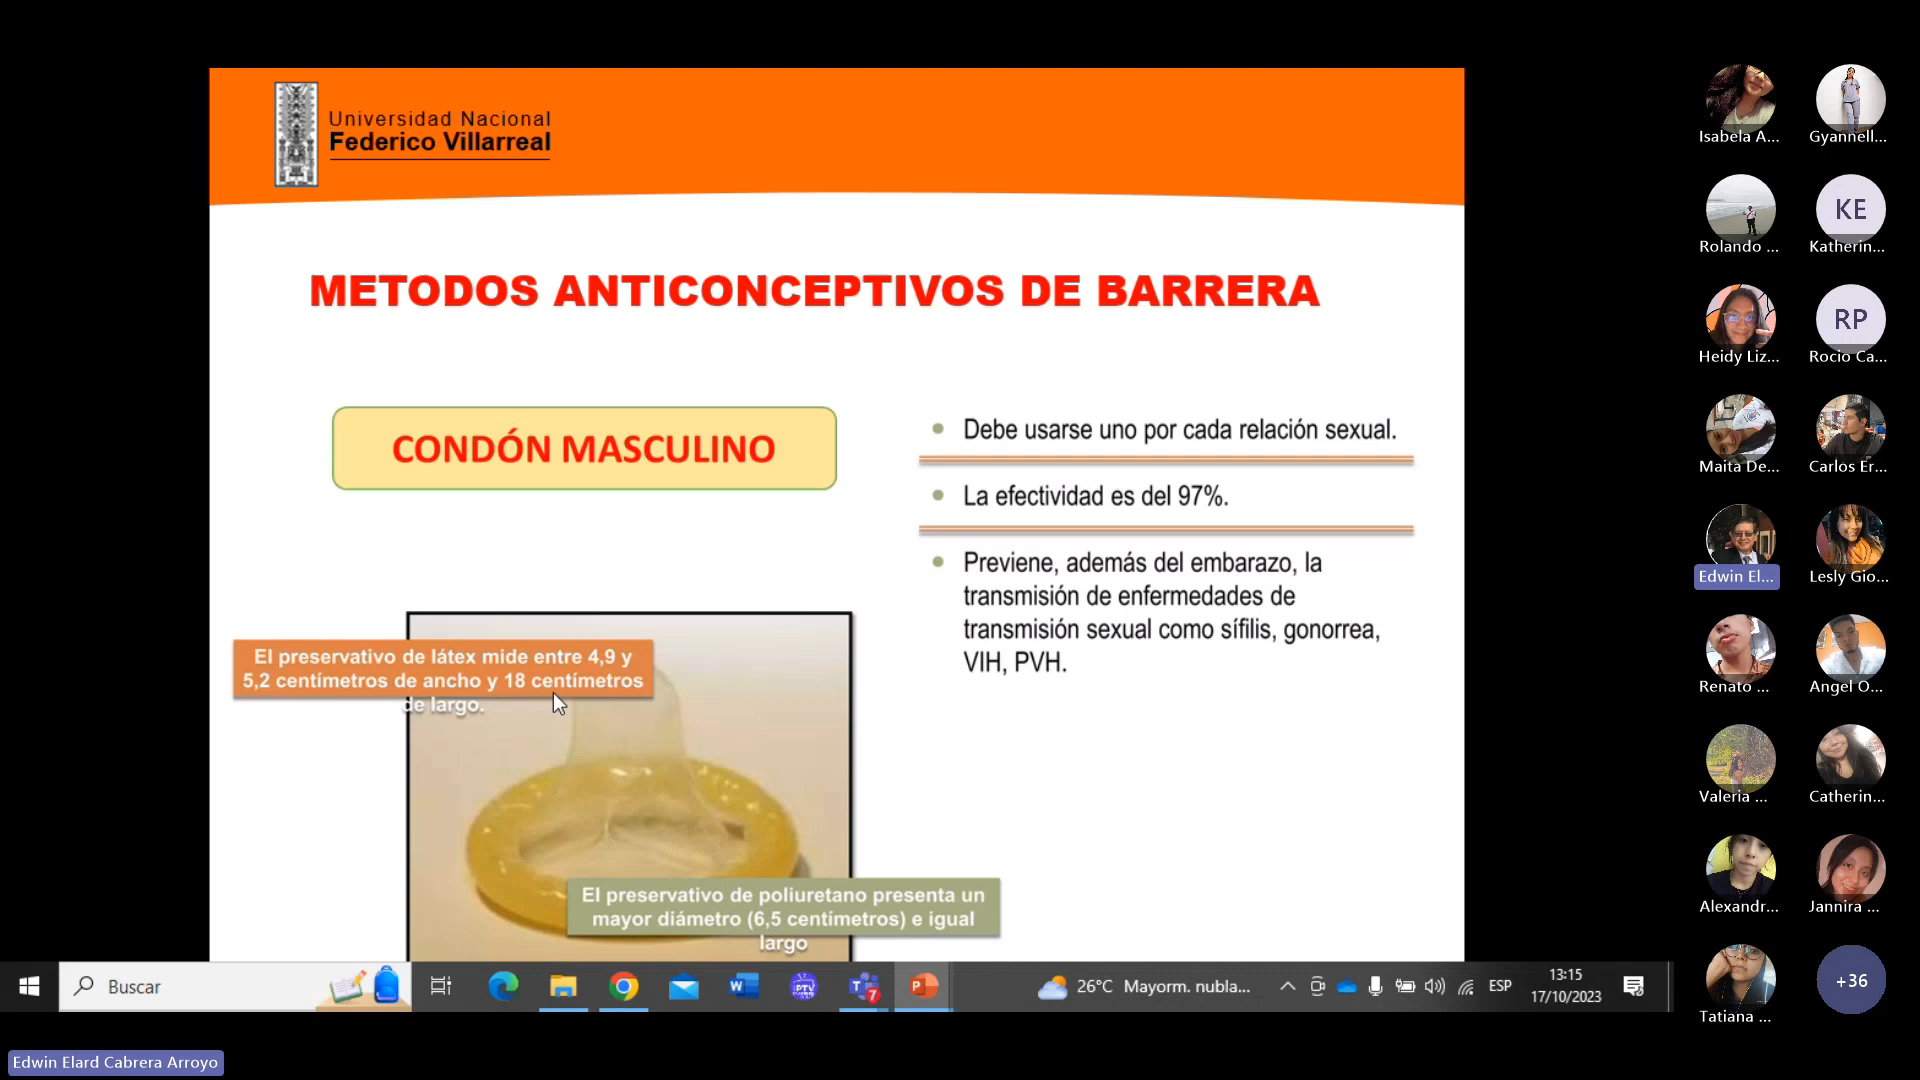 Universidad Nacional
Federico Villarreal
METODOS ANTICONCEPTIVOS DE BARRERA
CONDÓN MASCULINO
El preservativo de látex mide entre 4,9 y
5,2 centímetros de ancho y 18 centímetros
de largo.
El preservativo de poliuretano presenta un
mayor diámetro (6,5 centímetros) e igual
largo
• Debe usarse uno por cada relación sexual.
• La efectividad es del 97%.
• Previene, además del embarazo, la
transmisión de enfermedades de
transmisión sexual como sífilis, gonorrea,
VIH, PVH.
Isabela A...
Gyannell...
Rolando ...
KE
Katherin...
Heidy Liz...
RP
Rocio Ca...
Maita De...
Carlos Er...
Edwin El...
Lesly Gio...
Renato ...
Angel O...
Valeria ...
Catherin...
Alexandr...
Jannira ...
Tatiana ...
+36
Buscar
W
iPTV
T
7
P
26°C Mayorm. nubla...
ESP
13:15
17/10/2023
Edwin Elard Cabrera Arroyo